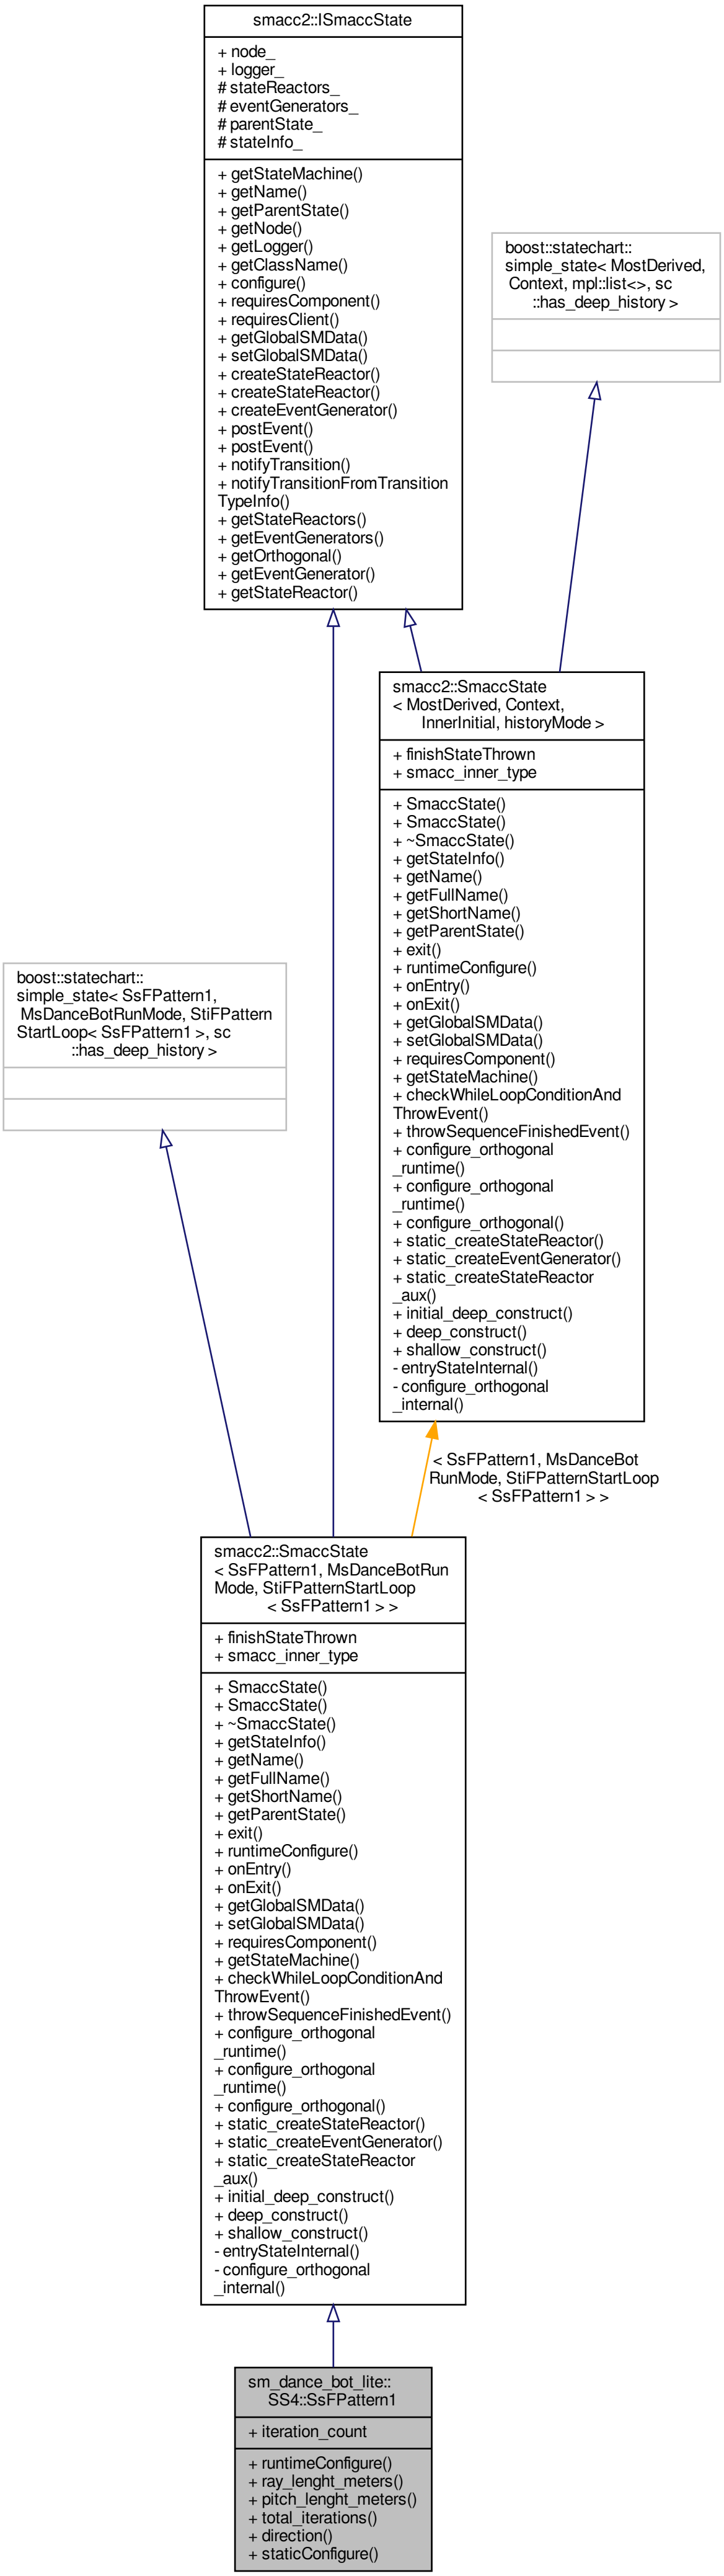 smacc2::ISmaccState
+ node_
+ logger_
# stateReactors_
# eventGenerators_
# parentState_
# stateInfo_
+ getStateMachine()
+ getName()
+ getParentState()
+ getNode()
+ getLogger()
+ getClassName()
+ configure()
+ requiresComponent()
+ requiresClient()
+ getGlobalSMData()
+ setGlobalSMData()
+ createStateReactor()
+ createStateReactor()
+ createEventGenerator()
+ postEvent()
+ postEvent()
+ notifyTransition()
+ notifyTransitionFromTransition
TypeInfo()
+ getStateReactors()
+ getEventGenerators()
+ getOrthogonal()
+ getEventGenerator()
+ getStateReactor()
boost::statechart::
simple_state< MostDerived,
Context, mpl::list<>, sc
::has_deep_history >
smacc2::SmaccState
< MostDerived, Context,
InnerInitial, historyMode >
+ finishStateThrown
+ smacc_inner_type
+ SmaccState()
+ SmaccState()
+ ~SmaccState()
+ getStateInfo()
+ getName()
+ getFullName()
+ getShortName()
+ getParentState()
+ exit()
+ runtimeConfigure()
+ onEntry()
+ onExit()
+ getGlobalSMData()
+ setGlobalSMData()
+ requiresComponent()
+ getStateMachine()
+ checkWhileLoopConditionAnd
ThrowEvent()
+ throwSequenceFinishedEvent()
+ configure_orthogonal
_runtime()
+ configure_orthogonal
_runtime()
+ configure_orthogonal()
+ static_createStateReactor()
+ static_createEventGenerator()
+ static_createStateReactor
_aux()
+ initial_deep_construct()
+ deep_construct()
+ shallow_construct()
- entryStateInternal()
- configure_orthogonal
_internal()
boost::statechart::
simple_state< SsFPattern1,
MsDanceBotRunMode, StiFPattern
StartLoop< SsFPattern1 >, sc
::has_deep_history >
< SsFPattern1, MsDanceBot
RunMode, StiFPatternStartLoop
< SsFPattern1 > >
smacc2::SmaccState
< SsFPattern1, MsDanceBotRun
Mode, StiFPatternStartLoop
< SsFPattern1 > >
+ finishStateThrown
+ smacc_inner_type
+ SmaccState()
+ SmaccState()
+ ~SmaccState()
+ getStateInfo()
+ getName()
+ getFullName()
+ getShortName()
+ getParentState()
+ exit()
+ runtimeConfigure()
+ onEntry()
+ onExit()
+ getGlobalSMData()
+ setGlobalSMData()
+ requiresComponent()
+ getStateMachine()
+ checkWhileLoopConditionAnd
ThrowEvent()
+ throwSequenceFinishedEvent()
+ configure_orthogonal
_runtime()
+ configure_orthogonal
_runtime()
+ configure_orthogonal()
+ static_createStateReactor()
+ static_createEventGenerator()
+ static_createStateReactor
_aux()
+ initial_deep_construct()
+ deep_construct()
+ shallow_construct()
- entryStateInternal()
- configure_orthogonal
_internal()
sm_dance_bot_lite::
SS4::SsFPattern1
+ iteration_count
+ runtimeConfigure()
+ ray_lenght_meters()
+ pitch_lenght_meters()
+ total_iterations()
+ direction()
+ staticConfigure()